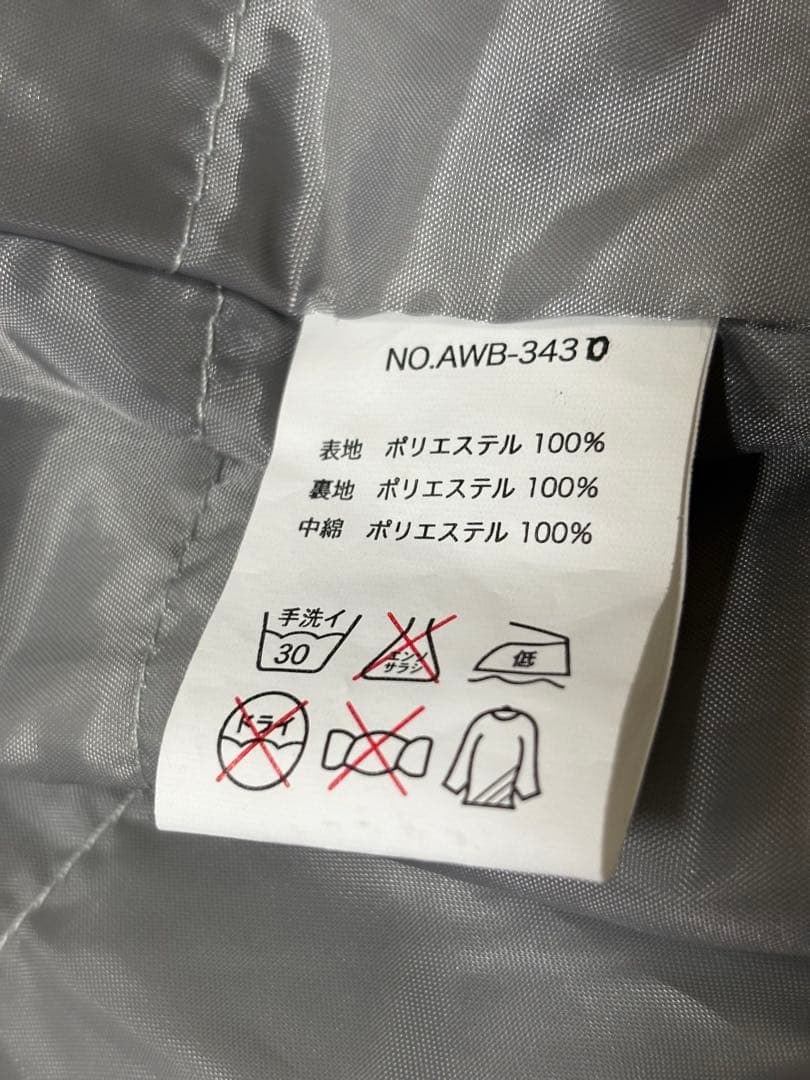 NO.AWB-3430
表地 ポリエステル 100%
裏地 ポリエステル 100%
中綿 ポリエステル 100%
手洗イ
30
エンソ
サラシ
低
ドライ